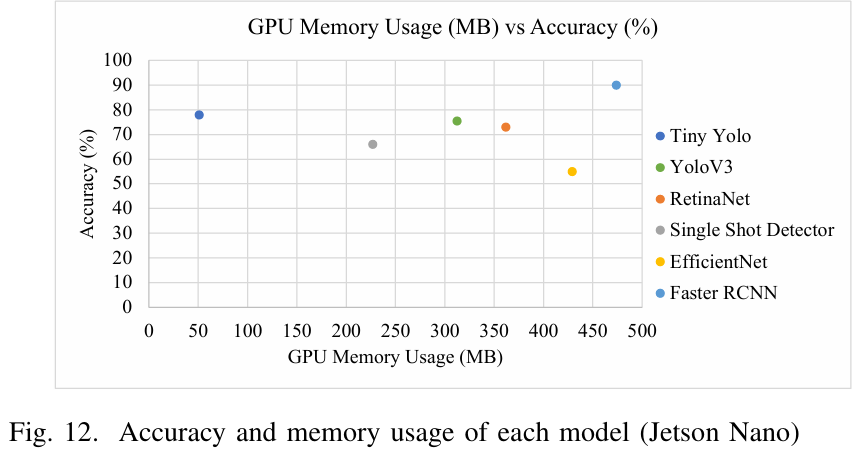 GPU Memory Usage (MB) vs Accuracy (%)
100
90
80
70
60
50
40
30
20
10
0
Accuracy (%)
0 50 100 150 200 250 300 350 400 450 500
GPU Memory Usage (MB)
Tiny Yolo
YoloV3
RetinaNet
Single Shot Detector
EfficientNet
Faster RCNN
Fig. 12. Accuracy and memory usage of each model (Jetson Nano)